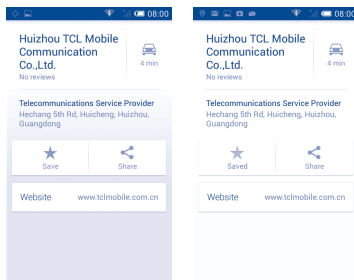 08:00
Huizhou TCL Mobile
Communication
Co.,Ltd.
No reviews
4 min
Telecommunications Service Provider
Hechang 5th Rd, Huicheng, Huizhou,
Guangdong
Save
Share
Website
www.tclmobile.com.cn
08:00
Huizhou TCL Mobile
Communication
Co.,Ltd.
No reviews
4 min
Telecommunications Service Provider
Hechang 5th Rd, Huicheng, Huizhou,
Guangdong
Saved
Share
Website
www.tclmobile.com.cn